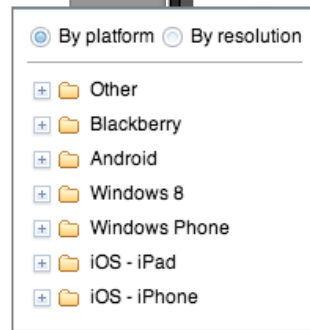 By platform By resolution
Other
Blackberry
Android
Windows 8
Windows Phone
iOS - iPad
iOS - iPhone